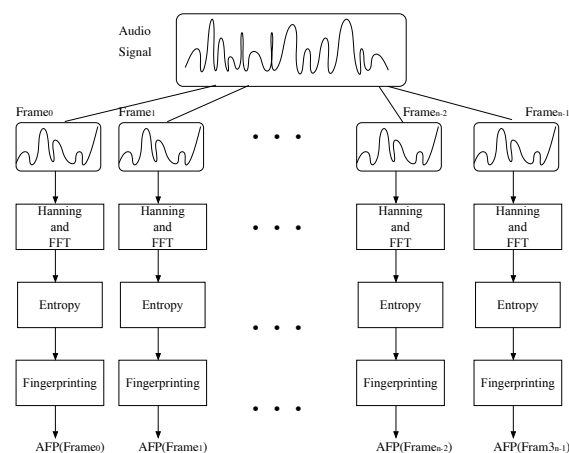 Audio
Signal
Frame0 Frame1 Framen-2 Framen-1
Hanning and FFT Hanning and FFT Hanning and FFT Hanning and FFT
Entropy Entropy Entropy Entropy
Fingerprinting Fingerprinting Fingerprinting Fingerprinting
AFP(Frame0) AFP(Frame1) AFP(Framen-2) AFP(Fram3n-1)